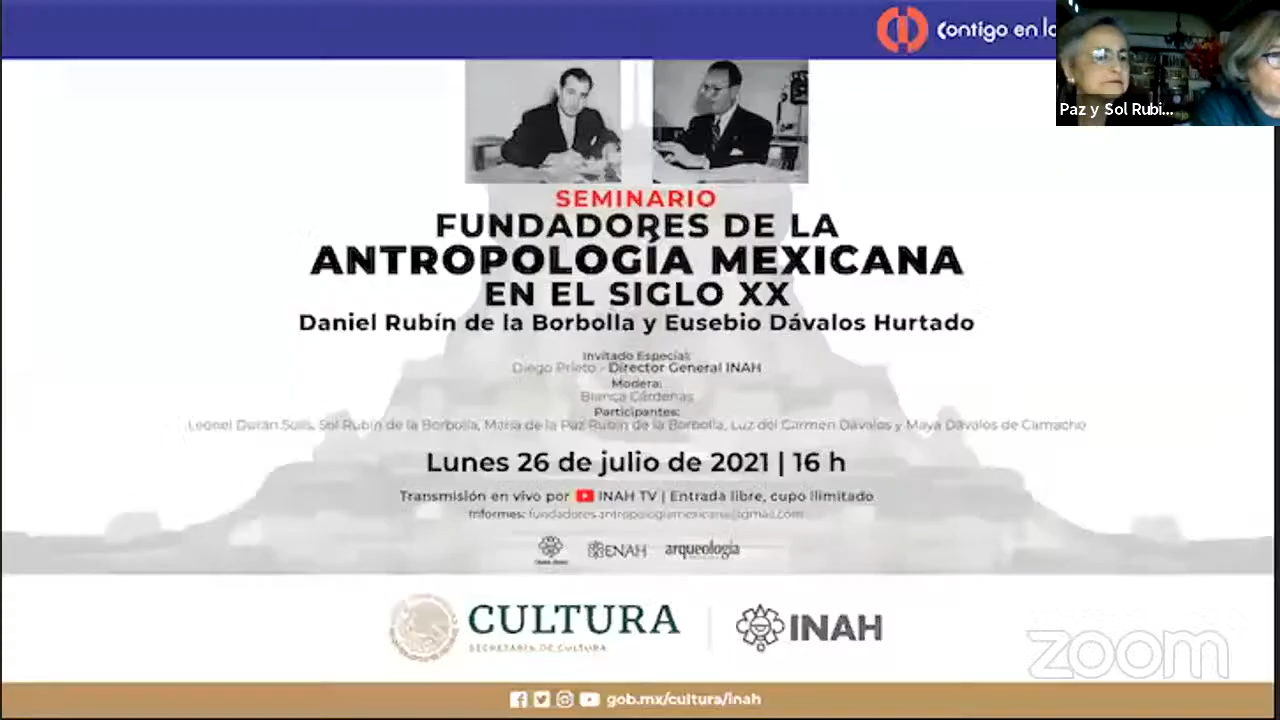 Contigo en la
Paz y Sol Rubi...
SEMINARIO
FUNDADORES DE LA
ANTROPOLOGÍA MEXICANA
EN EL SIGLO XX
Daniel Rubín de la Borbolla y Eusebio Dávalos Hurtado
Invitado Especial:
Diego Prieto - Director General INAH
Modera:
Blanca Cárdenas
Participantes:
Leonel Durán Solís, Sol Rubín de la Borbolla, María de la Paz Rubín de la Borbolla, Luz del Carmen Dávalos y Maya Dávalos de Camacho
Lunes 26 de julio de 2021 | 16 h
Transmisión en vivo por INAH TV | Entrada libre, cupo ilimitado
Informes: fundadores.antropologiamexicana@gmail.com
ENAH arqueología
CULTURA
SECRETARÍA DE CULTURA
INAH
zoom
gob.mx/cultura/inah